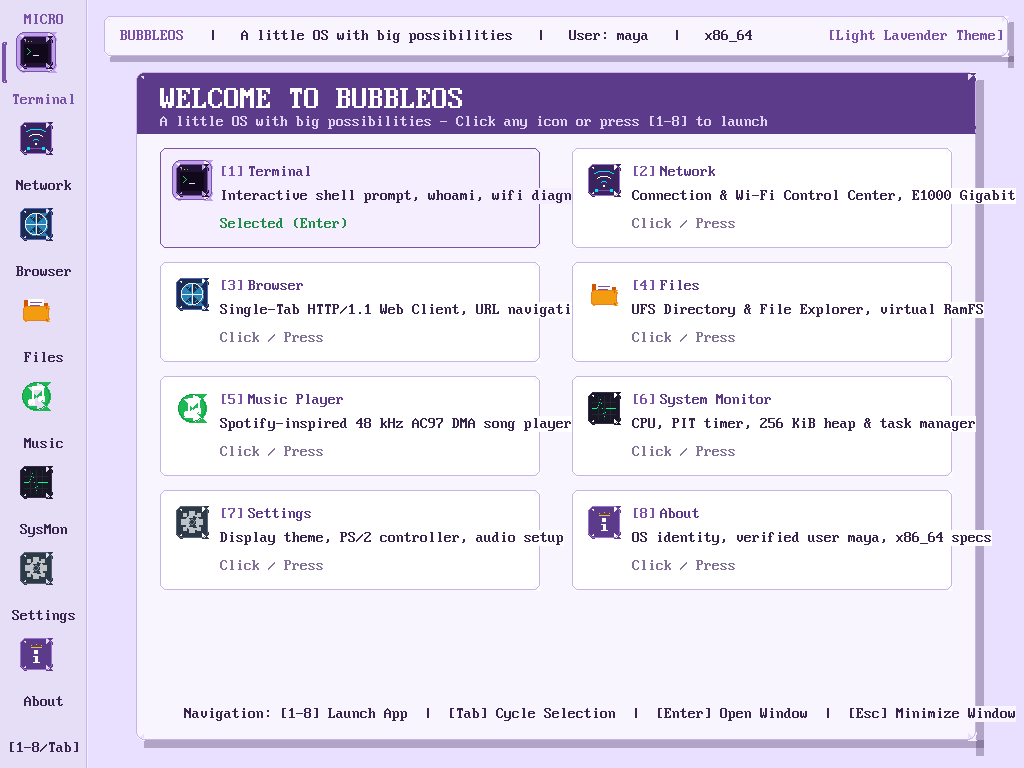 MICRO
Terminal
Network
Browser
Files
Music
SysMon
Settings
About
[1-8/Tab]
BUBBLEOS | A little OS with big possibilities | User: maya | x86_64 [Light Lavender Theme]
WELCOME TO BUBBLEOS
A little OS with big possibilities - Click any icon or press [1-8] to launch
[1] Terminal
Interactive shell prompt, whoami, wifi diagn
Selected (Enter)
[2] Network
Connection & Wi-Fi Control Center, E1000 Gigabit
Click / Press
[3] Browser
Single-Tab HTTP/1.1 Web Client, URL navigati
Click / Press
[4] Files
UFS Directory & File Explorer, virtual RamFS
Click / Press
[5] Music Player
Spotify-inspired 48 kHz AC97 DMA song player
Click / Press
[6] System Monitor
CPU, PIT timer, 256 KiB heap & task manager
Click / Press
[7] Settings
Display theme, PS/2 controller, audio setup
Click / Press
[8] About
OS identity, verified user maya, x86_64 specs
Click / Press
Navigation: [1-8] Launch App | [Tab] Cycle Selection | [Enter] Open Window | [Esc] Minimize Window